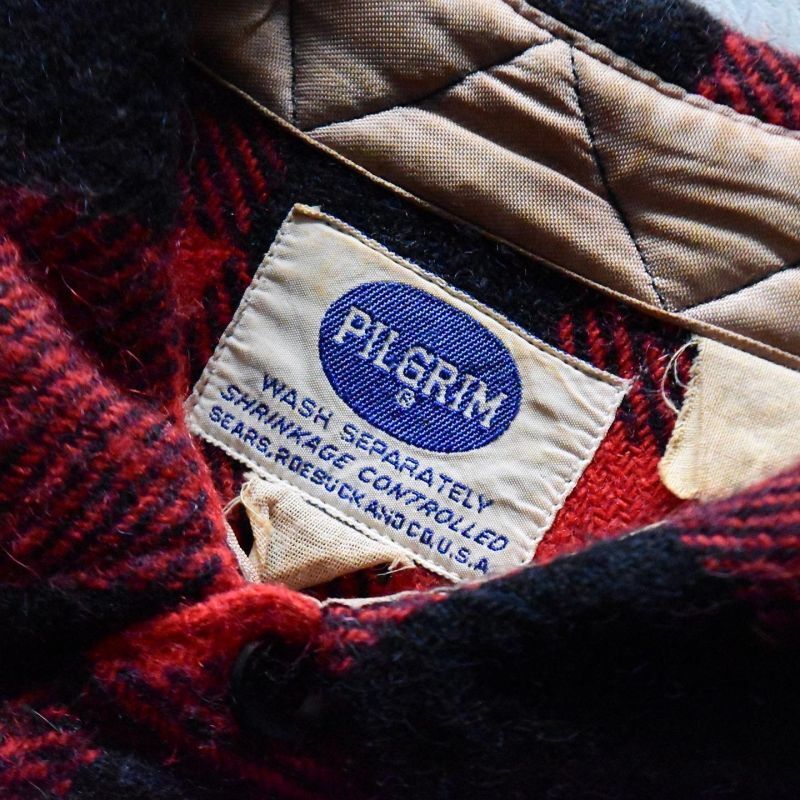 PILGRIM
®
WASH SEPARATELY
SHRINKAGE CONTROLLED
SEARS, ROEBUCK AND CO. U.S.A.